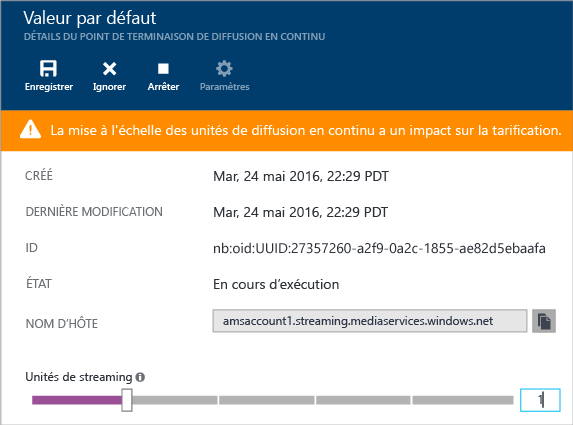 Valeur par défaut
DÉTAILS DU POINT DE TERMINAISON DE DIFFUSION EN CONTINU
Enregistrer Ignorer Arrêter Paramètres
La mise à l'échelle des unités de diffusion en continu a un impact sur la tarification.
CRÉÉ Mar, 24 mai 2016, 22:29 PDT
DERNIÈRE MODIFICATION Mar, 24 mai 2016, 22:29 PDT
ID nb:oid:UUID:27357260-a2f9-0a2c-1855-ae82d5ebaafa
ÉTAT En cours d'exécution
NOM D'HÔTE amsaccount1.streaming.mediaservices.windows.net
Unités de streaming
1